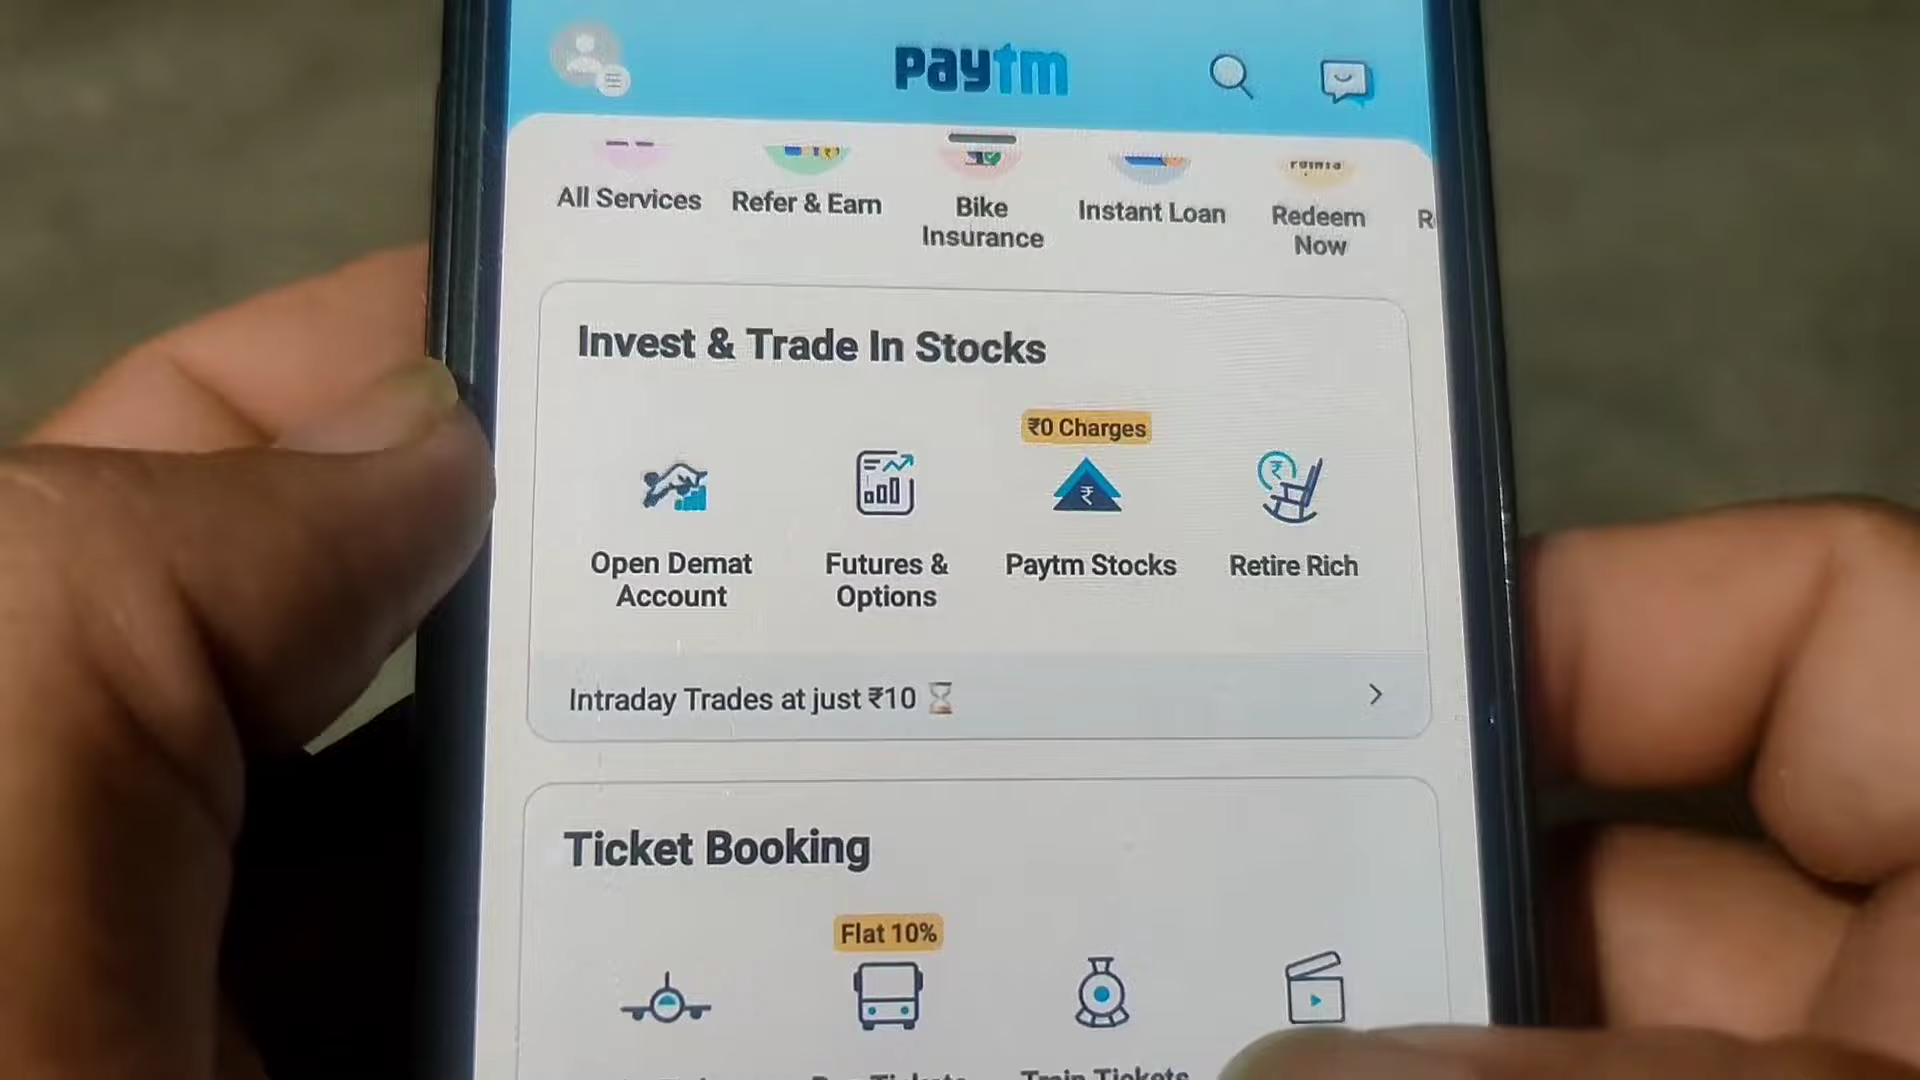 paytm
All Services
Refer & Earn
Bike
Insurance
Instant Loan
Redeem
Now
R
Invest & Trade In Stocks
₹0 Charges
Open Demat
Account
Futures &
Options
Paytm Stocks
Retire Rich
Intraday Trades at just ₹10 ⏳
Ticket Booking
Flat 10%
Train Tickets